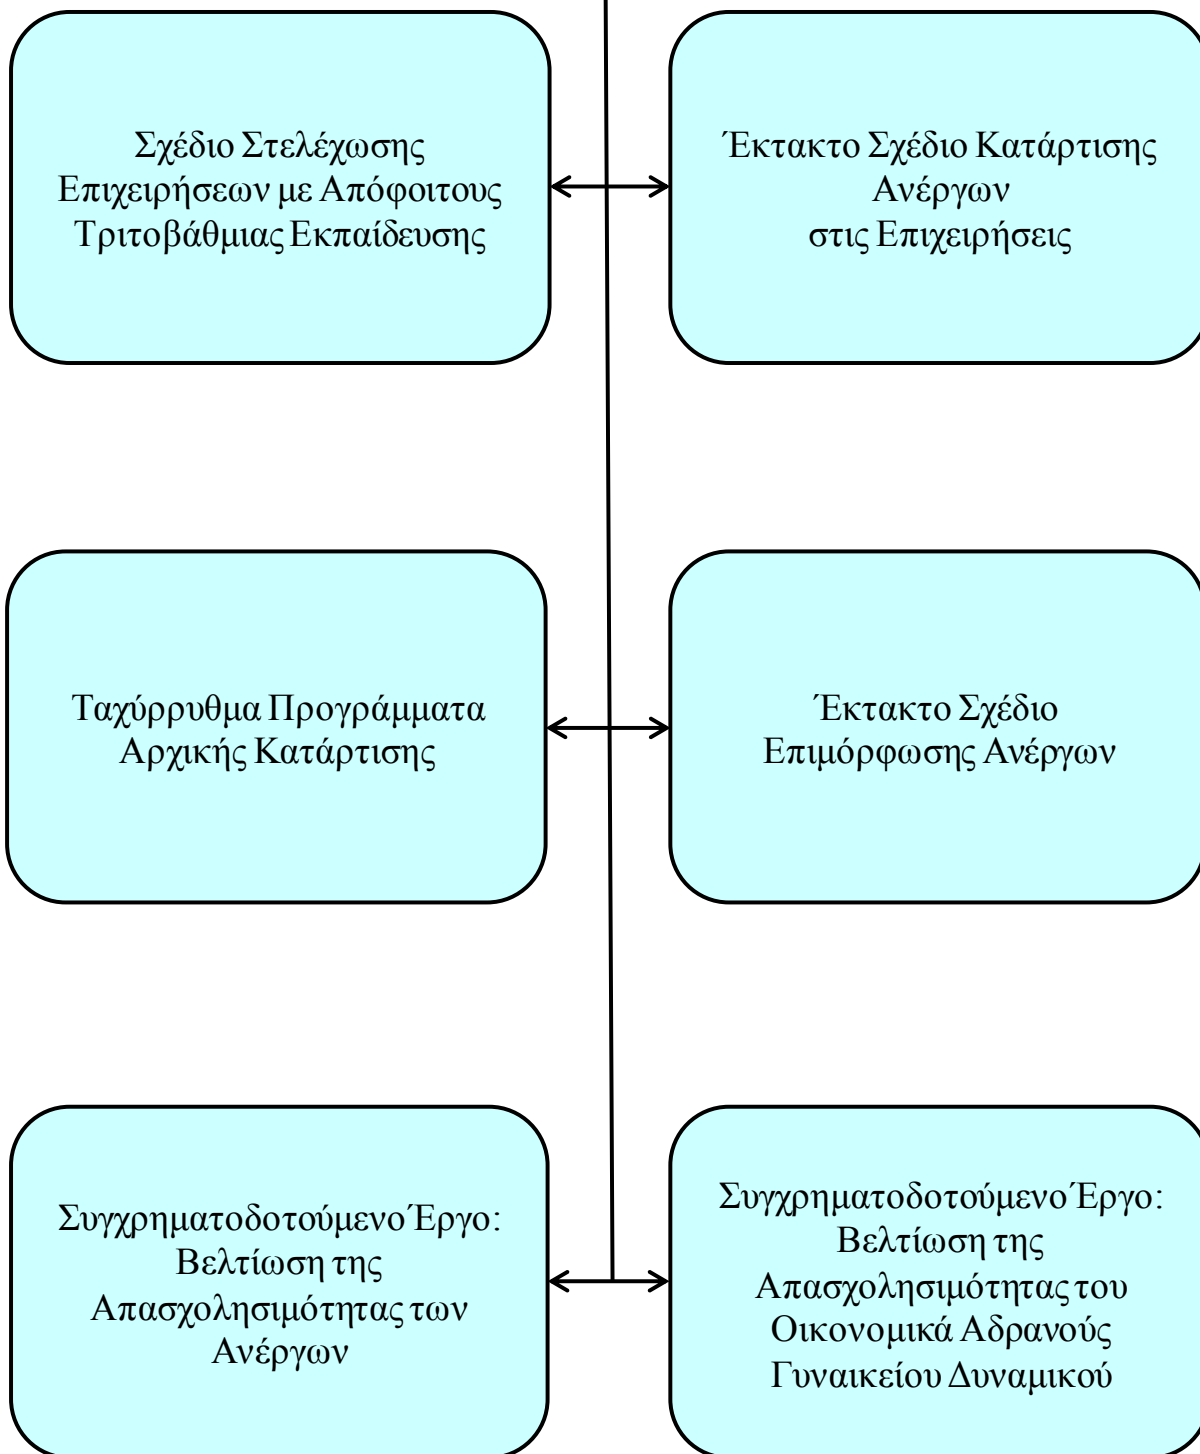 Σχέδιο Στελέχωσης
Επιχειρήσεων με Απόφοιτους
Τριτοβάθμιας Εκπαίδευσης
Έκτακτο Σχέδιο Κατάρτισης
Ανέργων
στις Επιχειρήσεις
Ταχύρρυθμα Προγράμματα
Αρχικής Κατάρτισης
Έκτακτο Σχέδιο
Επιμόρφωσης Ανέργων
Συγχρηματοδοτούμενο Έργο:
Βελτίωση της
Απασχολησιμότητας των
Ανέργων
Συγχρηματοδοτούμενο Έργο:
Βελτίωση της
Απασχολησιμότητας του
Οικονομικά Αδρανούς
Γυναικείου Δυναμικού